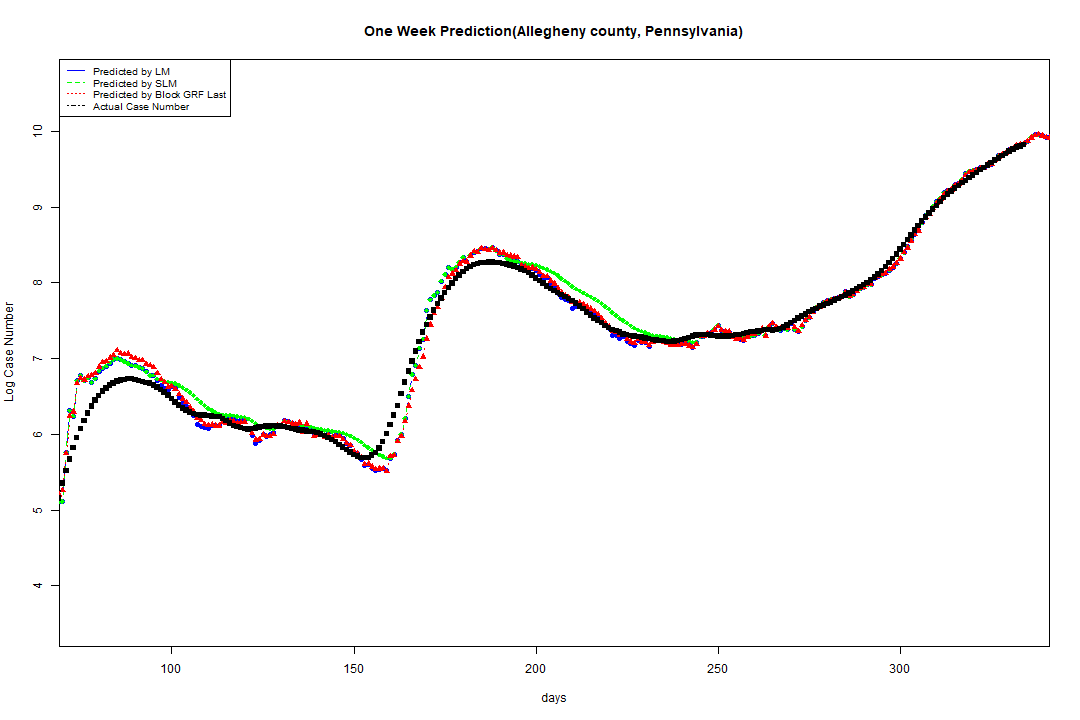 One Week Prediction(Allegheny county, Pennsylvania)
Predicted by LM
Predicted by SLM
Predicted by Block GRF Last
Actual Case Number
Log Case Number
10
9
8
7
6
5
4
100 150 200 250 300
days